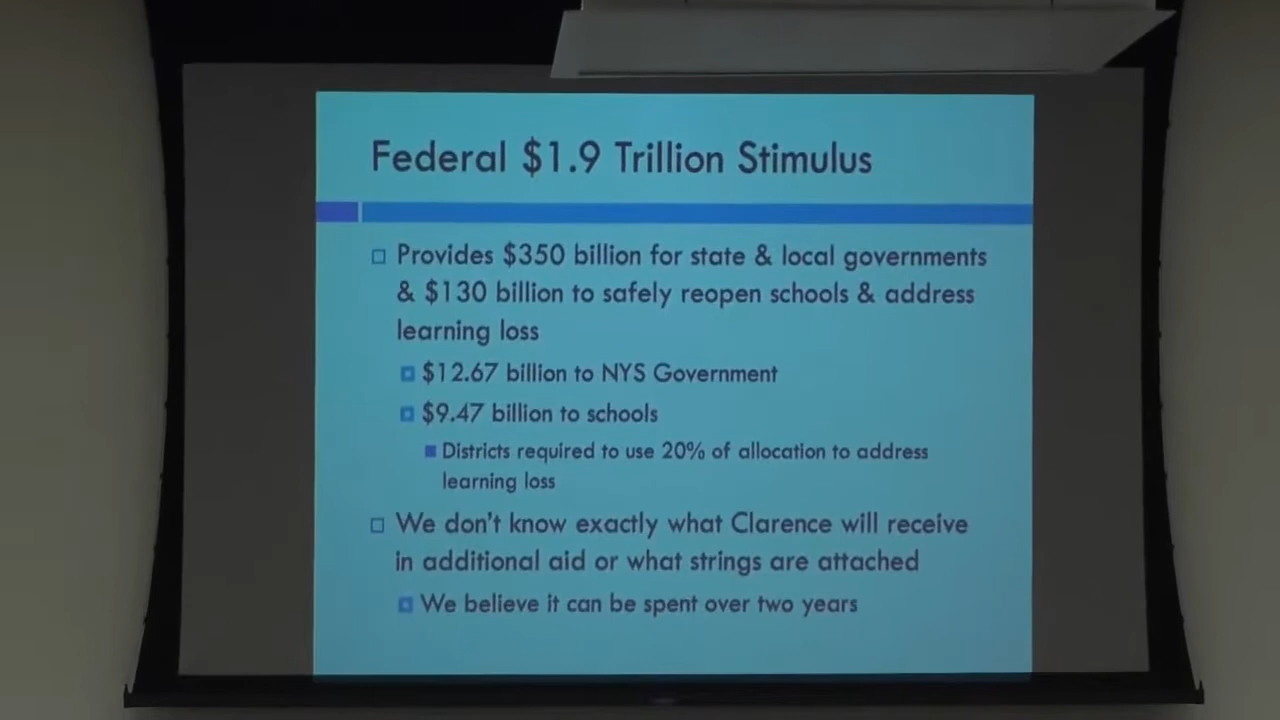 Federal $1.9 Trillion Stimulus
Provides $350 billion for state & local governments
& $130 billion to safely reopen schools & address
learning loss
$12.67 billion to NYS Government
$9.47 billion to schools
Districts required to use 20% of allocation to address
learning loss
We don't know exactly what Clarence will receive
in additional aid or what strings are attached
We believe it can be spent over two years